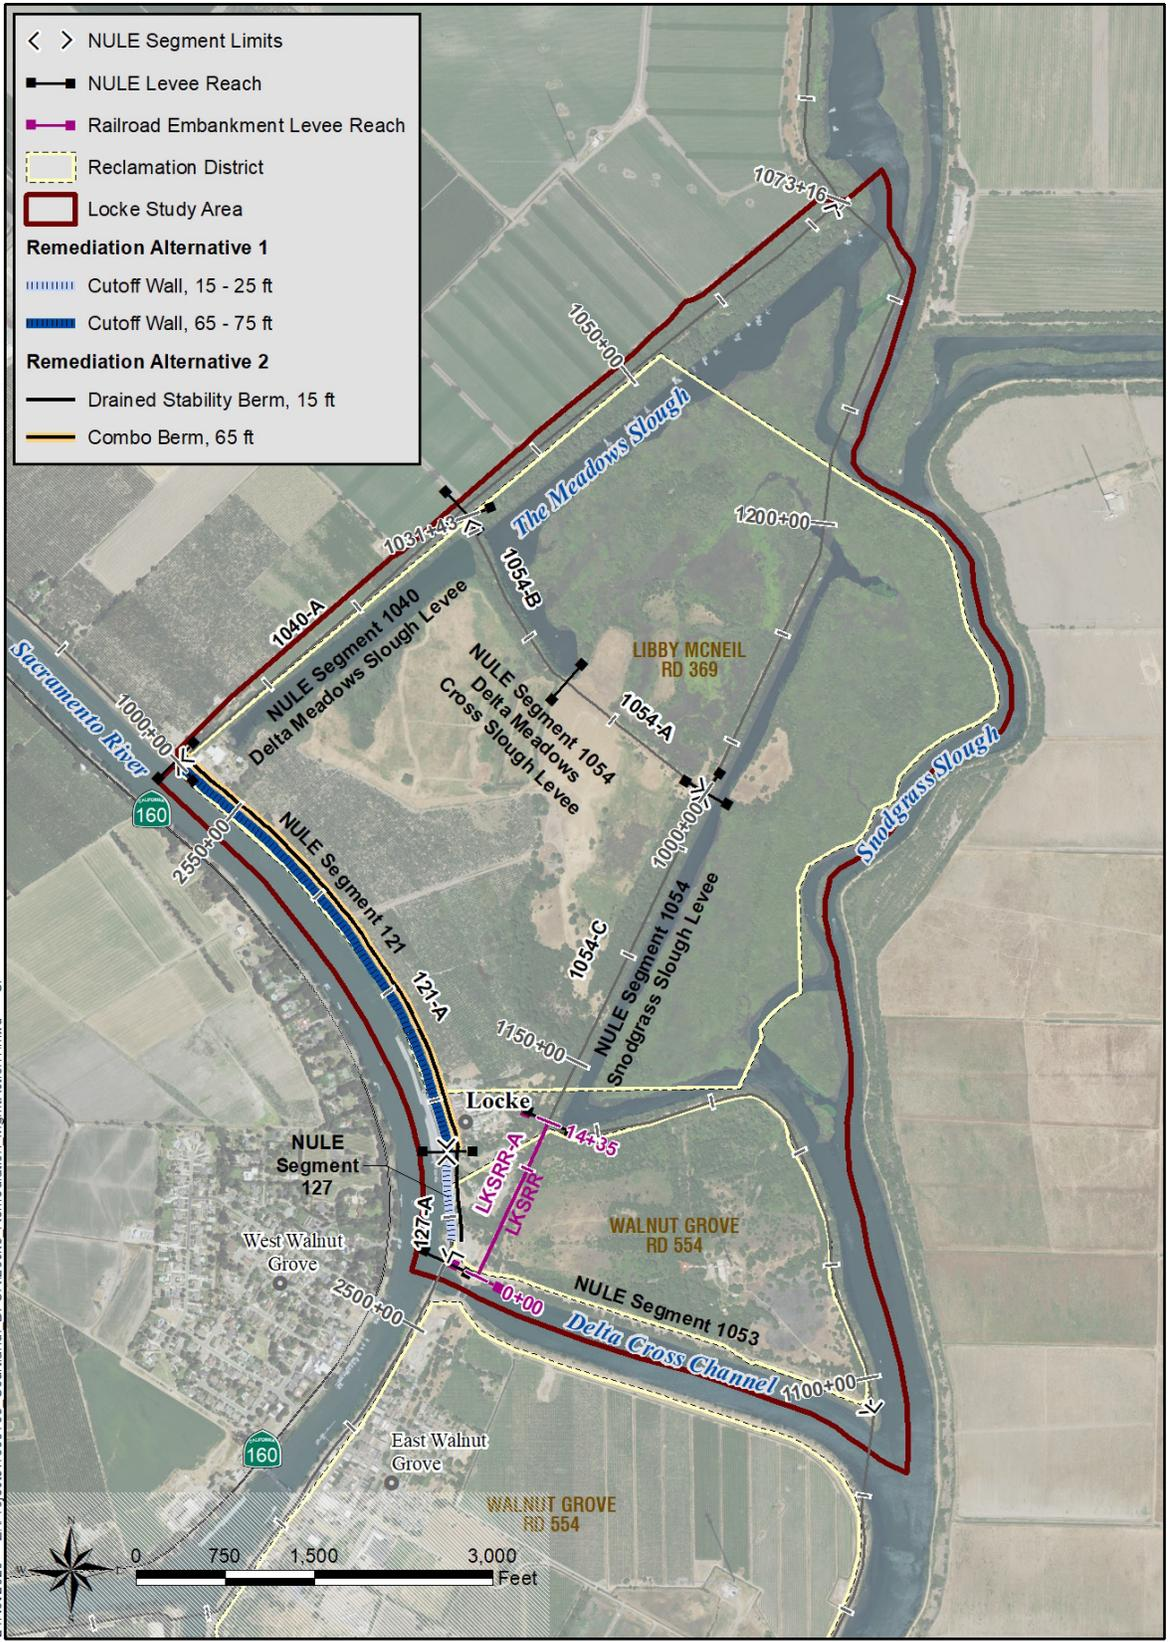 NULE Segment Limits
NULE Levee Reach
Railroad Embankment Levee Reach
Reclamation District
Locke Study Area
Remediation Alternative 1
Cutoff Wall, 15 - 25 ft
Cutoff Wall, 65 - 75 ft
Remediation Alternative 2
Drained Stability Berm, 15 ft
Combo Berm, 65 ft
1073+16
1050+00
The Meadows Slough
1031+43
1200+00
1054-B
1040-A
NULE Segment 1040
Delta Meadows Slough Levee
LIBBY MCNEIL
RD 369
Sacramento River
1000+00
NULE Segment 1054
Delta Meadows
Cross Slough Levee
1054-A
Snodgrass Slough
CALIFORNIA
160
2550+00
NULE Segment 121
1000+00
121-A
1054-C
NULE Segment 1054
Snodgrass Slough Levee
1150+00
Locke
14+35
NULE
Segment
127
LKSRR-A
LKSRR
127-A
WALNUT GROVE
RD 554
West Walnut
Grove
2500+00
0+00
NULE Segment 1053
Delta Cross Channel
1100+00
CALIFORNIA
160
East Walnut
Grove
WALNUT GROVE
RD 554
N
W
E
S
0 750 1,500 3,000
Feet